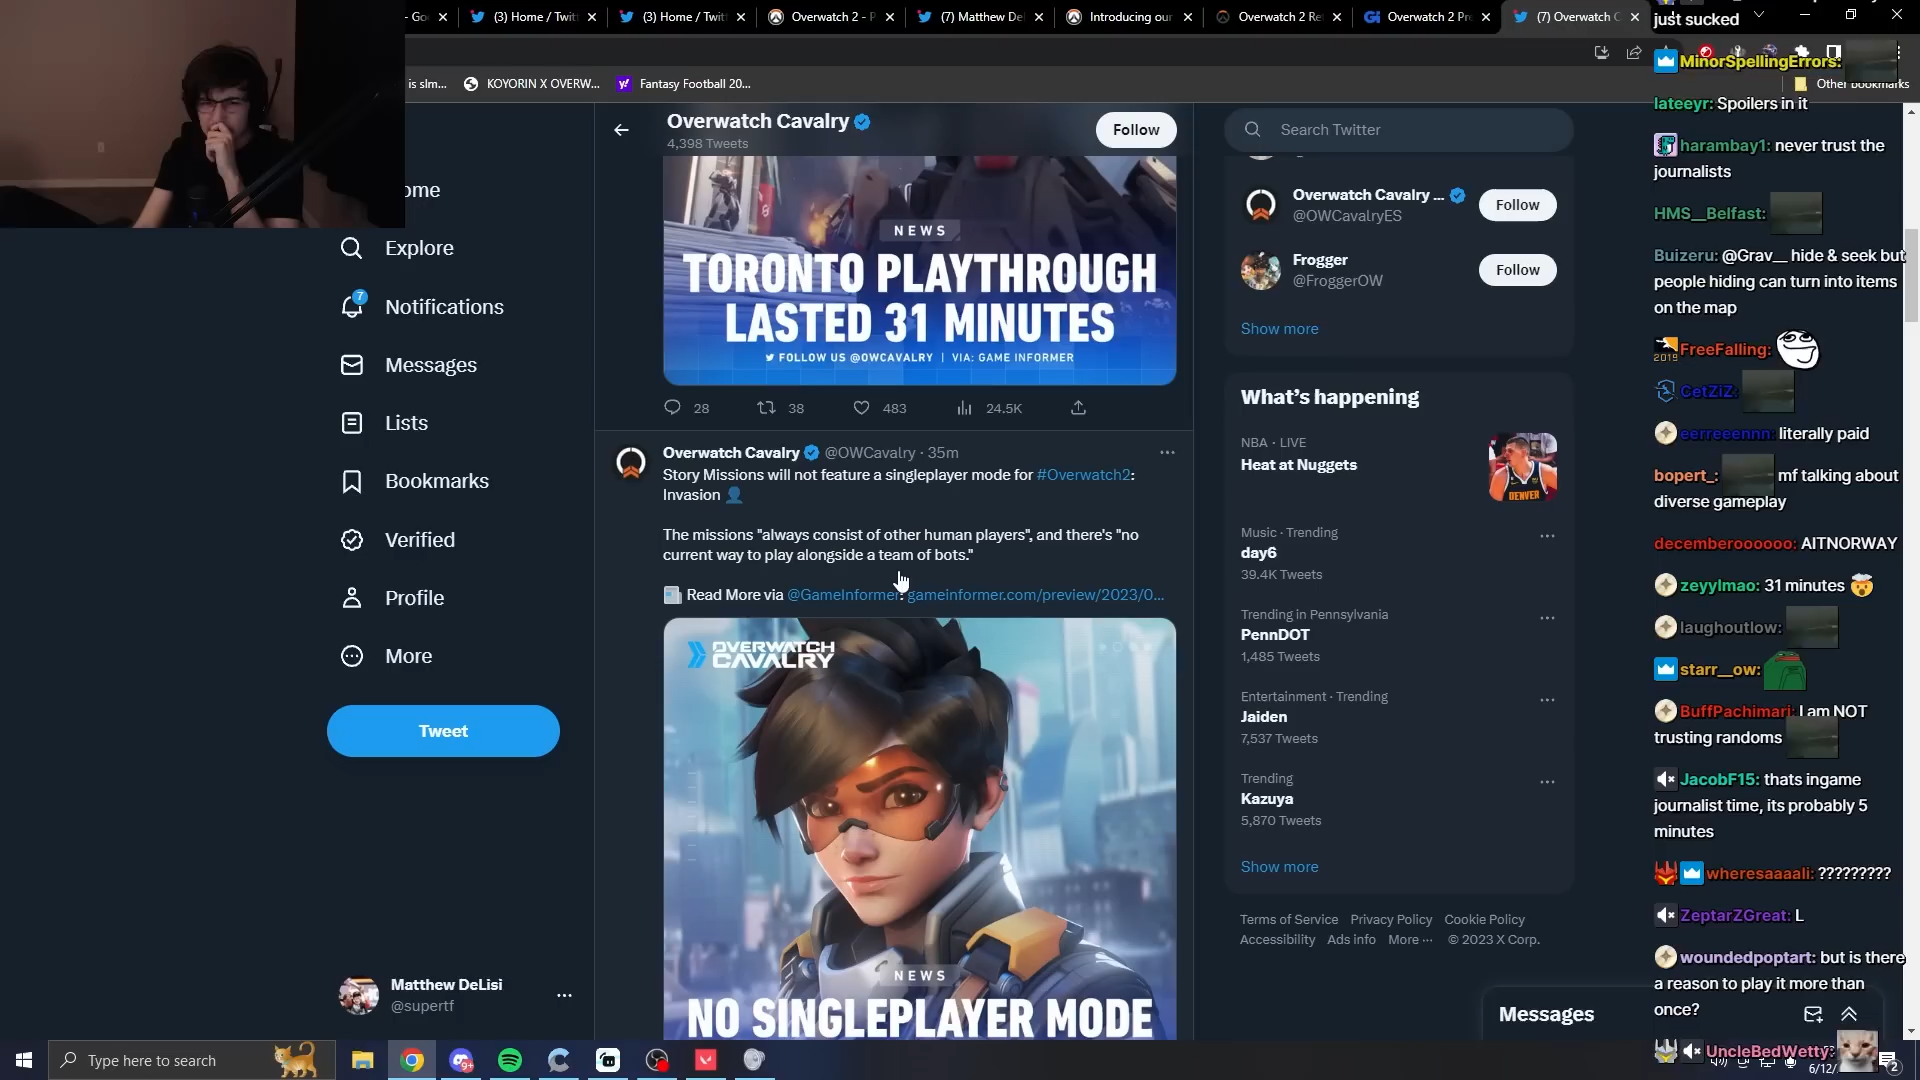 - Go
(3) Home / Twit
(3) Home / Twit
Overwatch 2 - P
(7) Matthew De
Introducing our
Overwatch 2 Re
Overwatch 2 Pr
(7) Overwatch C
is slm...
KOYORIN X OVERW...
Fantasy Football 20...
Other bookmarks
Overwatch Cavalry
4,398 Tweets
Follow
Search Twitter
ome
Explore
7
Notifications
Messages
Lists
Bookmarks
Verified
Profile
More
Tweet
Matthew DeLisi
@supertf
NEWS
TORONTO PLAYTHROUGH
LASTED 31 MINUTES
FOLLOW US @OWCAVALRY | VIA: GAME INFORMER
28 38 483 24.5K
Overwatch Cavalry @OWCavalry · 35m
Story Missions will not feature a singleplayer mode for #Overwatch2:
Invasion
The missions "always consist of other human players", and there's "no
current way to play alongside a team of bots."
Read More via @GameInformer: gameinformer.com/preview/2023/0...
OVERWATCH
CAVALRY
NEWS
NO SINGLEPLAYER MODE
Overwatch Cavalry ...
@OWCavalryES
Follow
Frogger
@FroggerOW
Follow
Show more
What's happening
NBA · LIVE
Heat at Nuggets
DENVER
Music · Trending
day6
39.4K Tweets
Trending in Pennsylvania
PennDOT
1,485 Tweets
Entertainment · Trending
Jaiden
7,537 Tweets
Trending
Kazuya
5,870 Tweets
Show more
Terms of Service Privacy Policy Cookie Policy
Accessibility Ads info More ··· © 2023 X Corp.
Messages
just sucked
MinorSpellingErrors:
lateeyr: Spoilers in it
harambay1: never trust the
journalists
HMS__Belfast:
Buizeru: @Grav__ hide & seek but
people hiding can turn into items
on the map
2019 FreeFalling:
CetZiZ:
eerreeennn: literally paid
bopert_: mf talking about
diverse gameplay
decemberoooooo: AITNORWAY
zeyylmao: 31 minutes
laughoutlow:
starr__ow:
BuffPachimari: I am NOT
trusting randoms
JacobF15: thats ingame
journalist time, its probably 5
minutes
wheresaaaali: ?????????
ZeptarZGreat: L
woundedpoptart: but is there
a reason to play it more than
once?
UncleBedWetty:
Type here to search
9+
6/12/
2